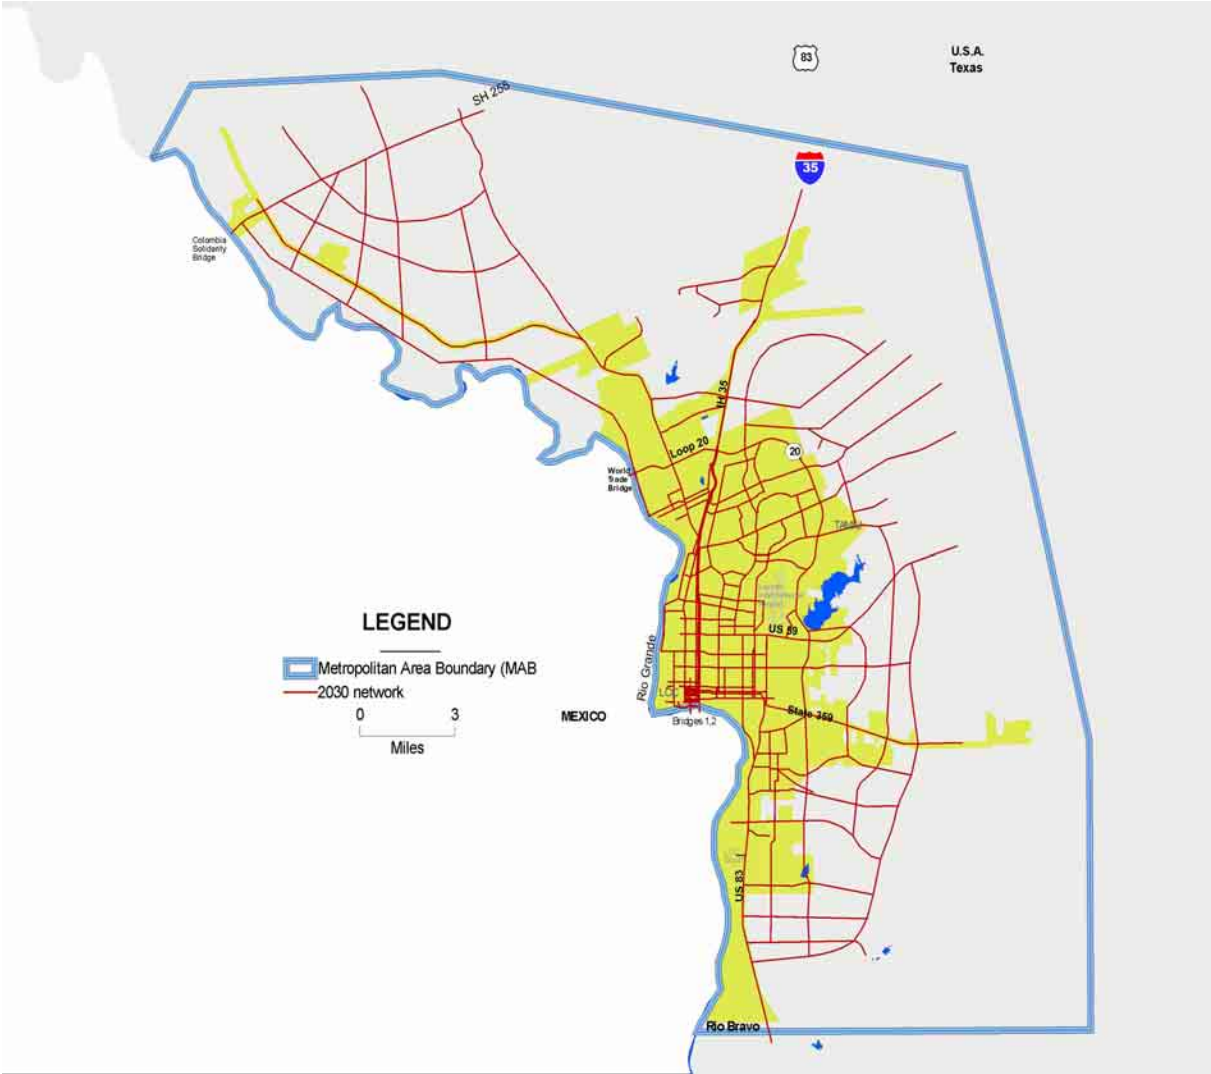 83
U.S.A.
Texas
SH 255
35
Colombia
Solidarity
Bridge
IH 35
Loop 20
20
World
Trade
Bridge
TAMIU
LEGEND
US 59
Metropolitan Area Boundary (MAB
2030 network
Rio Grande
0 3
Miles
MEXICO
Bridges 1,2
State 359
US 83
Rio Bravo